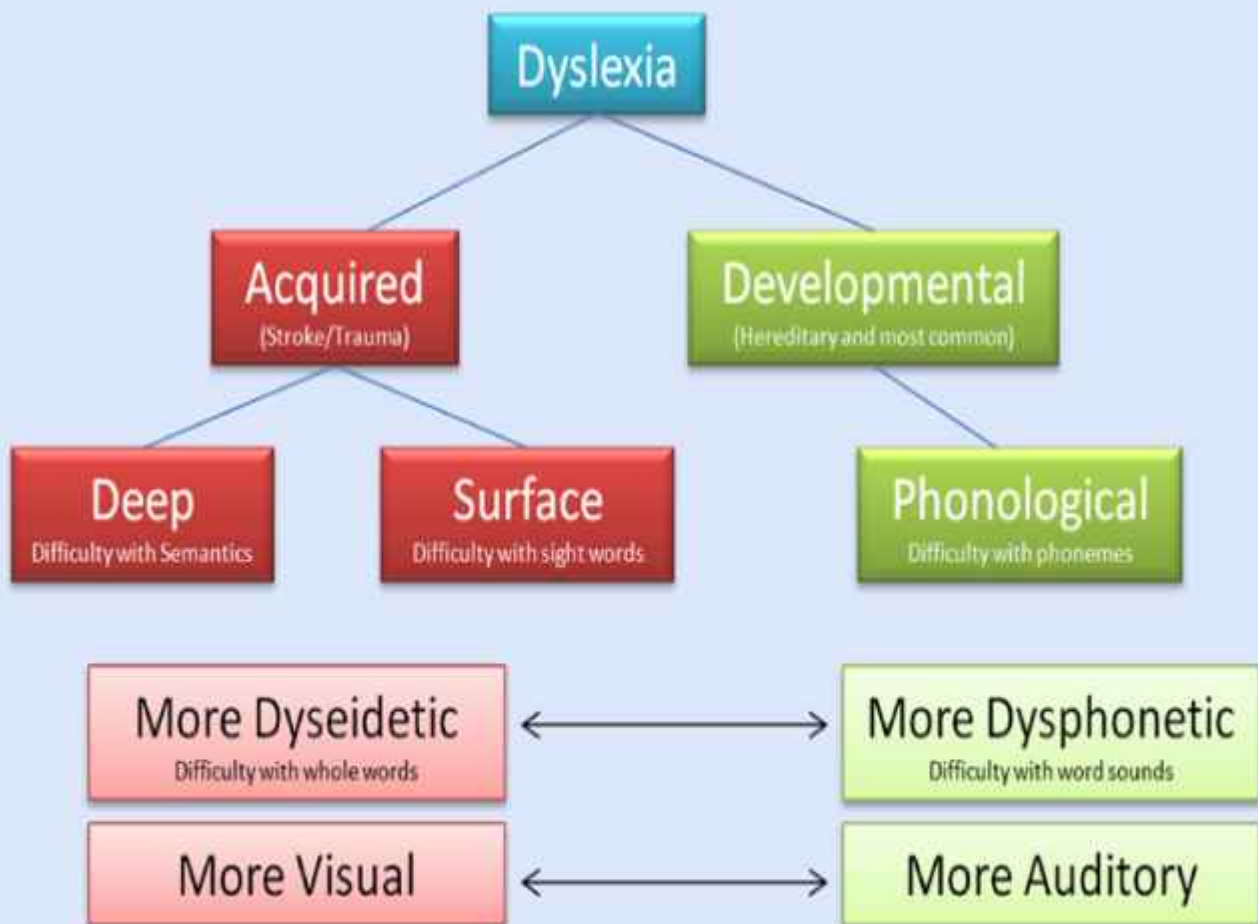 Dyslexia
Acquired
(Stroke/Trauma)
Developmental
(Hereditary and most common)
Deep
Difficulty with Semantics
Surface
Difficulty with sight words
Phonological
Difficulty with phonemes
More Dyseidetic
Difficulty with whole words
More Dysphonetic
Difficulty with word sounds
More Visual
More Auditory